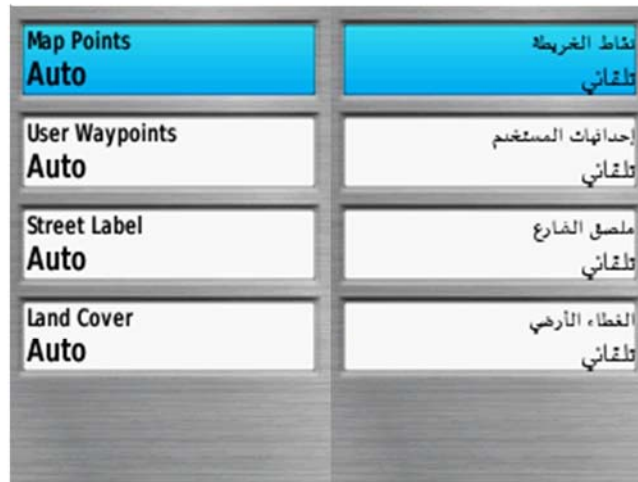 Map Points
Auto
User Waypoints
Auto
Street Label
Auto
Land Cover
Auto
نقاط الخريطة
تلقائي
إحداثيات المستخدم
تلقائي
ملصق الشارع
تلقائي
الغطاء الأرضي
تلقائي